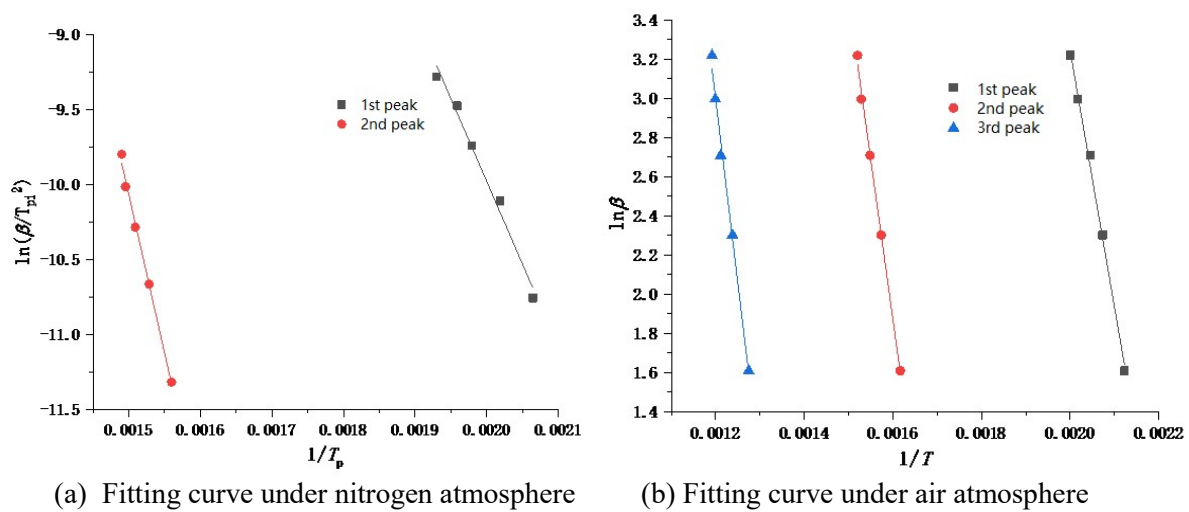 (a)
-9.0
-9.5
-10.0
-10.5
-11.0
-11.5
ln(β/T_pi²)
1st peak
2nd peak
0.0015 0.0016 0.0017 0.0018 0.0019 0.0020 0.0021
1/T_p
(b)
3.4
3.2
3.0
2.8
2.6
2.4
2.2
2.0
1.8
1.6
1.4
lnβ
1st peak
2nd peak
3rd peak
0.0012 0.0014 0.0016 0.0018 0.0020 0.0022
1/T
(a) Fitting curve under nitrogen atmosphere
(b) Fitting curve under air atmosphere